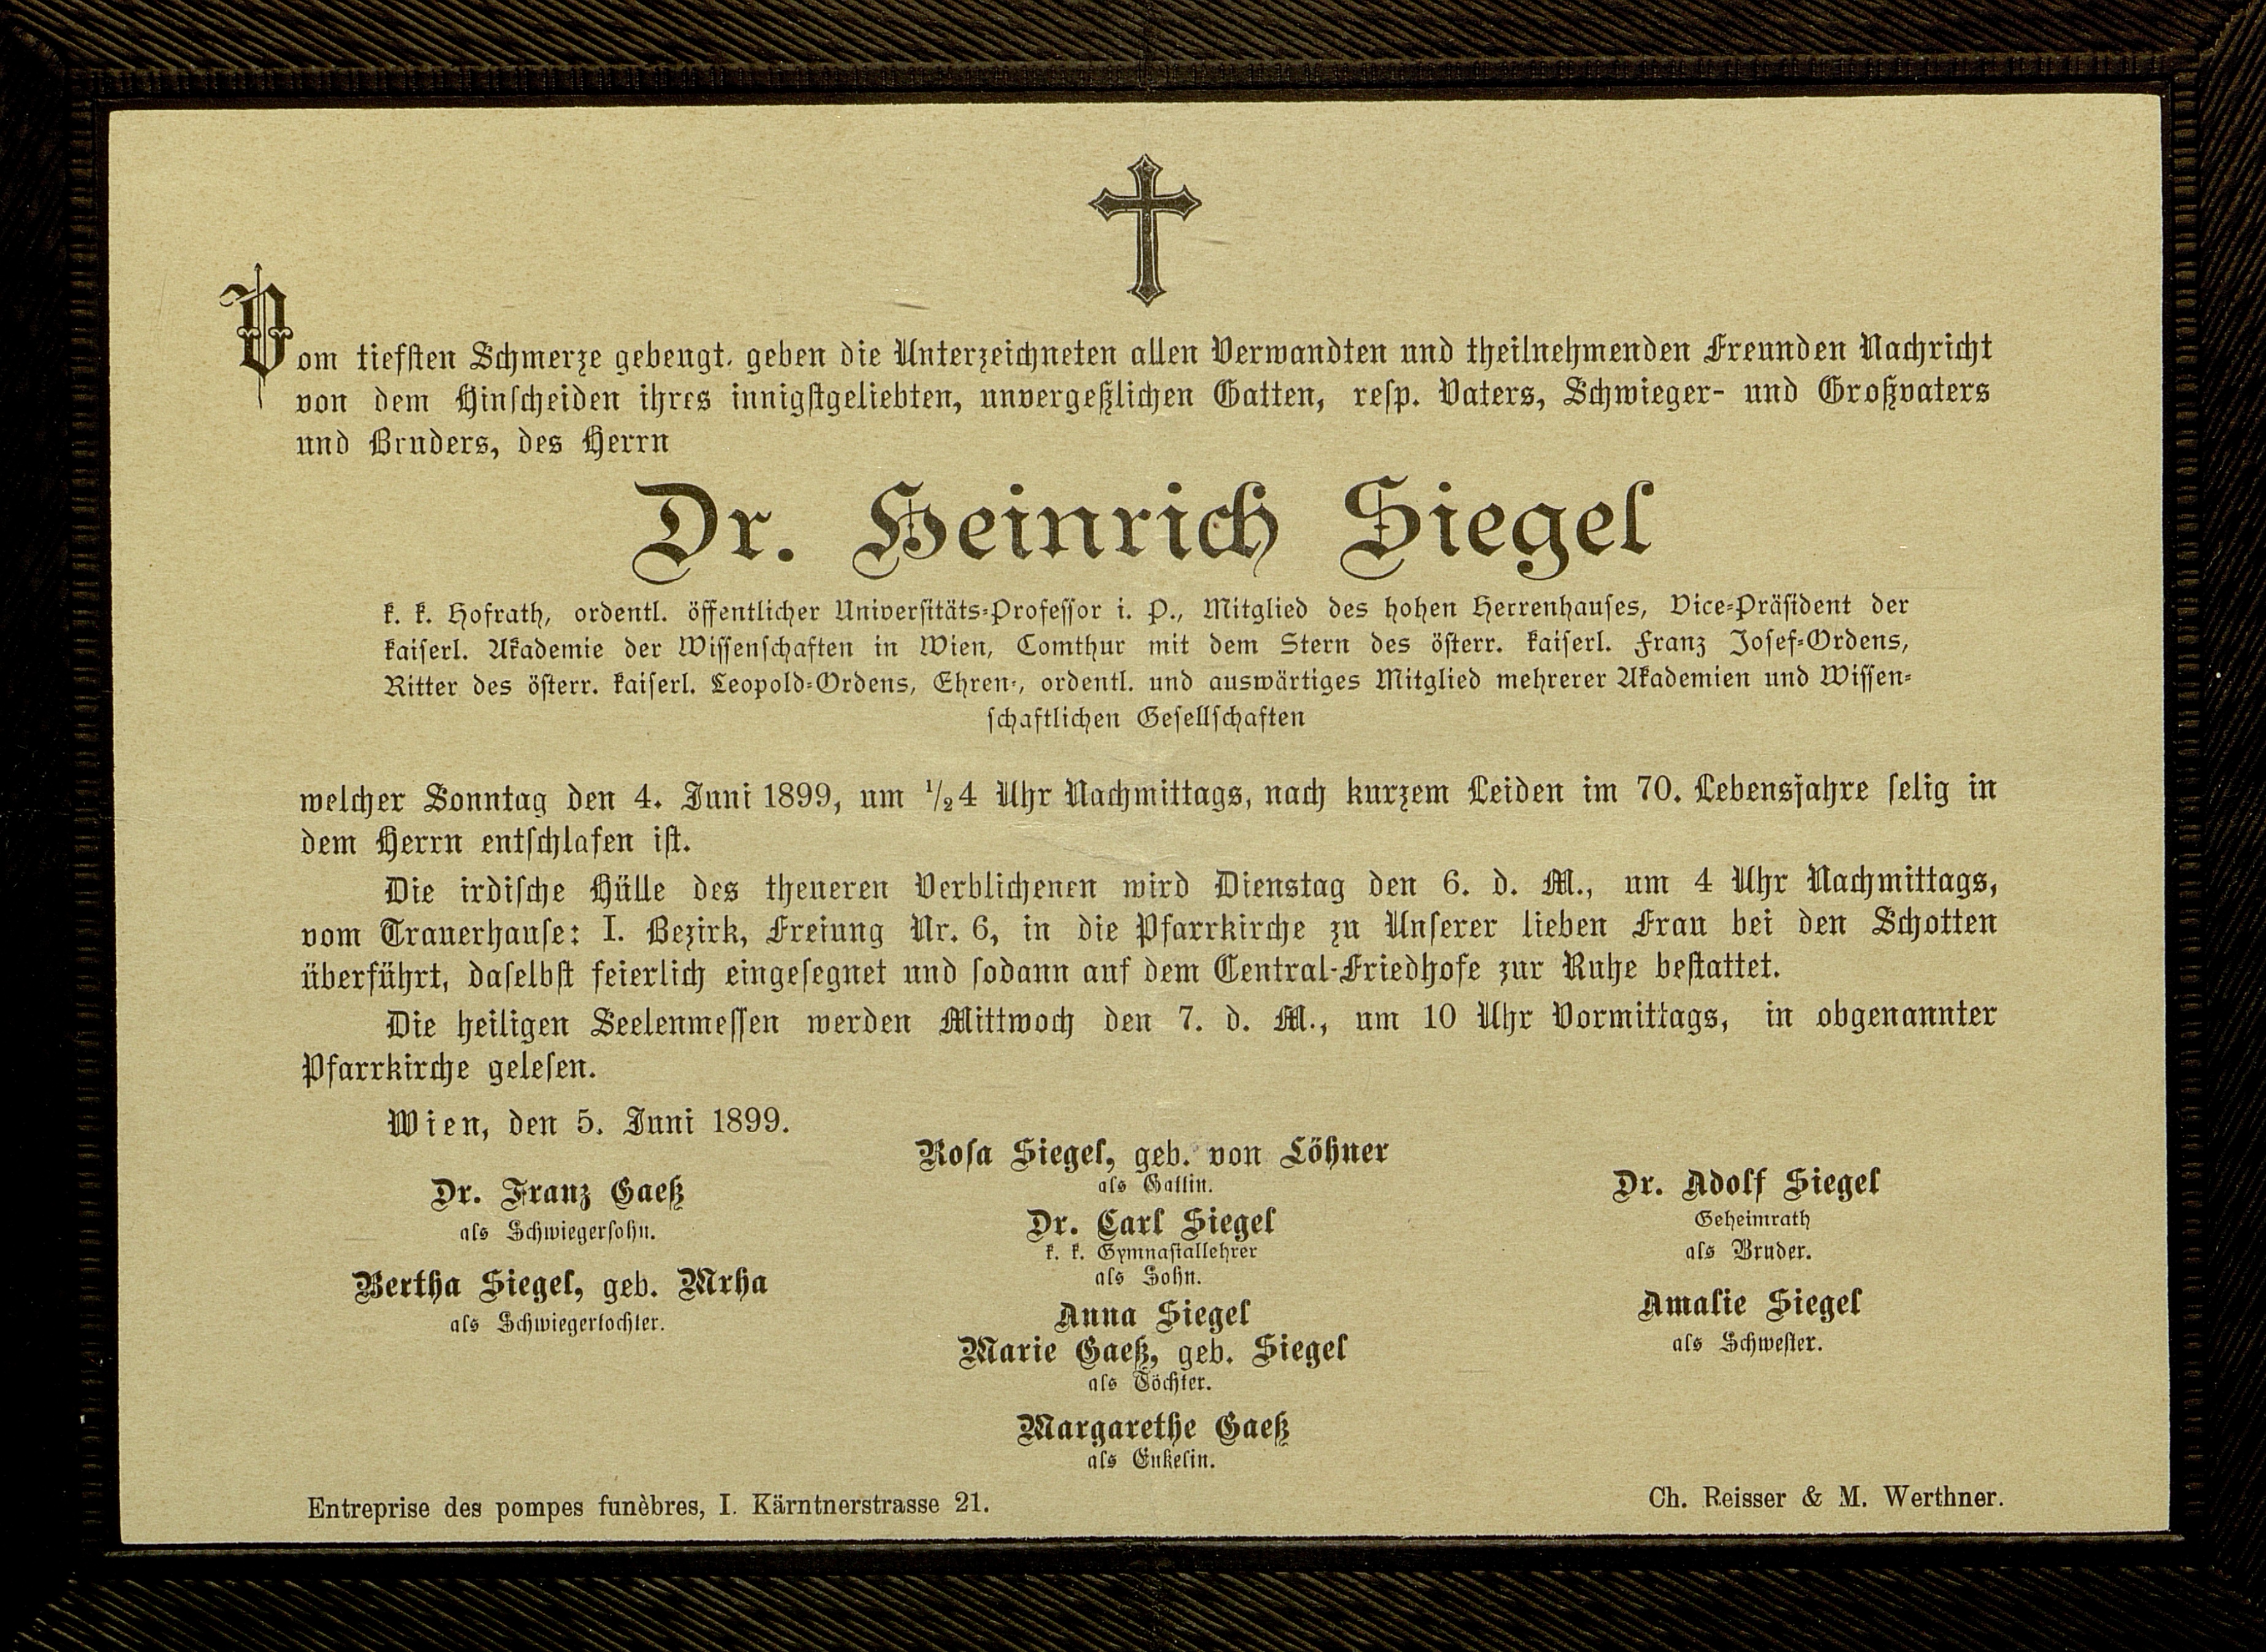 Vom tiefsten Schmerze gebeugt, geben die Unterzeichneten allen Verwandten und theilnehmenden Freunden Nachricht
von dem Hinscheiden ihres innigstgeliebten, unvergeßlichen Gatten, resp. Vaters, Schwieger- und Großvaters
und Bruders, des Herrn
Dr. Heinrich Siegel
k. k. Hofrath, ordentl. öffentlicher Universitäts-Professor i. P., Mitglied des hohen Herrenhauses, Vice-Präsident der
kaiserl. Akademie der Wissenschaften in Wien, Comthur mit dem Stern des österr. kaiserl. Franz Josef-Ordens,
Ritter des österr. kaiserl. Leopold-Ordens, Ehren-, ordentl. und auswärtiges Mitglied mehrerer Akademien und Wissen-
schaftlichen Gesellschaften
welcher Sonntag den 4. Juni 1899, um 1/2 4 Uhr Nachmittags, nach kurzem Leiden im 70. Lebensjahre selig in
dem Herrn entschlafen ist.
Die irdische Hülle des theueren Verblichenen wird Dienstag den 6. d. M., um 4 Uhr Nachmittags,
vom Trauerhause: I. Bezirk, Freiung Nr. 6, in die Pfarrkirche zu Unserer lieben Frau bei den Schotten
überführt, daselbst feierlich eingesegnet und sodann auf dem Central-Friedhofe zur Ruhe bestattet.
Die heiligen Seelenmessen werden Mittwoch den 7. d. M., um 10 Uhr Vormittags, in obgenannter
Pfarrkirche gelesen.
Wien, den 5. Juni 1899.
Dr. Franz Gaeß
als Schwiegersohn.
Bertha Siegel, geb. Mrha
als Schwiegertochter.
Rosa Siegel, geb. von Löhner
als Gattin.
Dr. Carl Siegel
k. k. Gymnasiallehrer
als Sohn.
Anna Siegel
Marie Gaeß, geb. Siegel
als Töchter.
Margarethe Gaeß
als Enkelin.
Dr. Adolf Siegel
Geheimrath
als Bruder.
Amalie Siegel
als Schwester.
Entreprise des pompes funèbres, I. Kärntnerstrasse 21.
Ch. Reisser & M. Werthner.